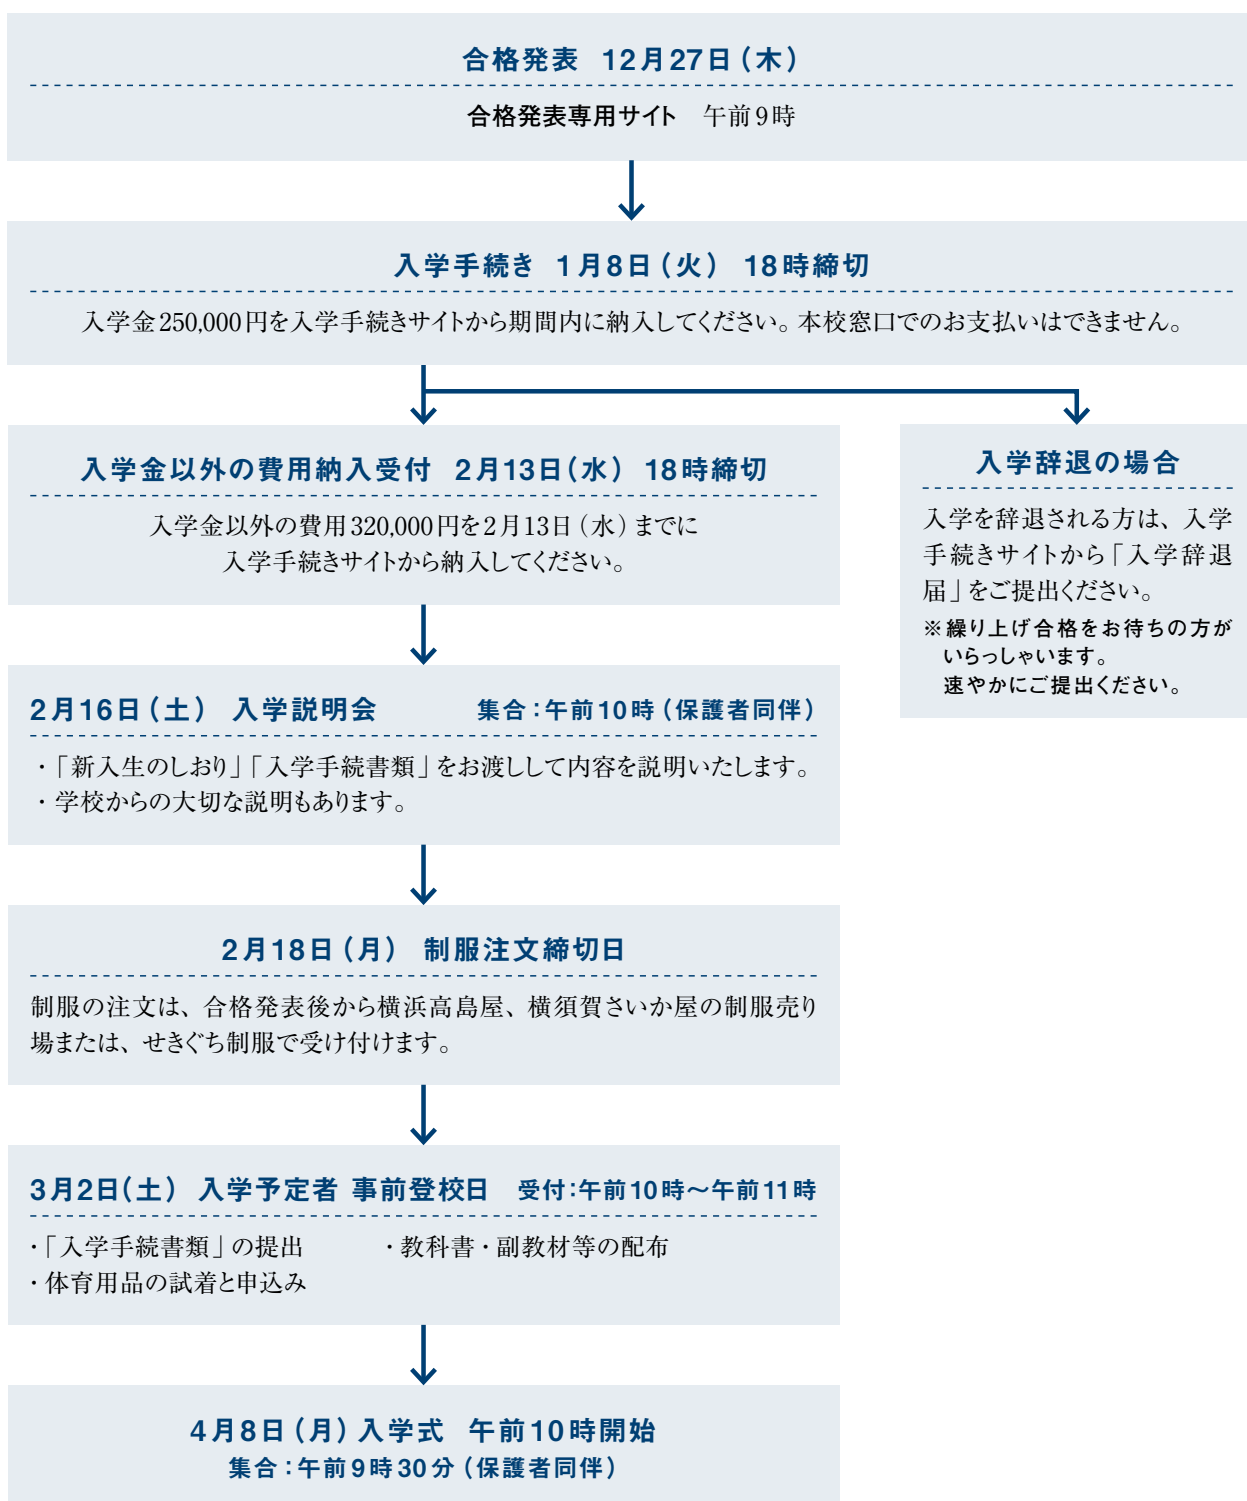 合格発表 12月27日（木）
合格発表専用サイト 午前9時
入学手続き 1月8日（火） 18時締切
入学金250,000円を入学手続きサイトから期間内に納入してください。本校窓口でのお支払いはできません。
入学金以外の費用納入受付 2月13日（水） 18時締切
入学金以外の費用320,000円を2月13日（水）までに
入学手続きサイトから納入してください。
入学辞退の場合
入学を辞退される方は、入学
手続きサイトから「入学辞退
届」をご提出ください。
※繰り上げ合格をお待ちの方が
いらっしゃいます。
速やかにご提出ください。
2月16日（土） 入学説明会 集合：午前10時（保護者同伴）
・「新入生のしおり」「入学手続書類」をお渡しして内容を説明いたします。
・学校からの大切な説明もあります。
2月18日（月） 制服注文締切日
制服の注文は、合格発表後から横浜高島屋、横須賀さいか屋の制服売り
場または、せきぐち制服で受け付けます。
3月2日（土） 入学予定者 事前登校日 受付：午前10時〜午前11時
・「入学手続書類」の提出 ・教科書・副教材等の配布
・体育用品の試着と申込み
4月8日（月）入学式 午前10時開始
集合：午前9時30分（保護者同伴）